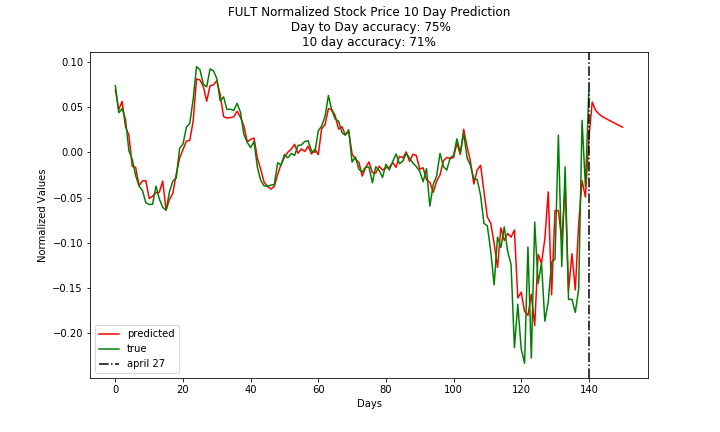 FULT Normalized Stock Price 10 Day Prediction
Day to Day accuracy: 75%
10 day accuracy: 71%
0.10
0.05
0.00
−0.05
−0.10
−0.15
−0.20
Normalized Values
predicted
true
april 27
0 20 40 60 80 100 120 140
Days